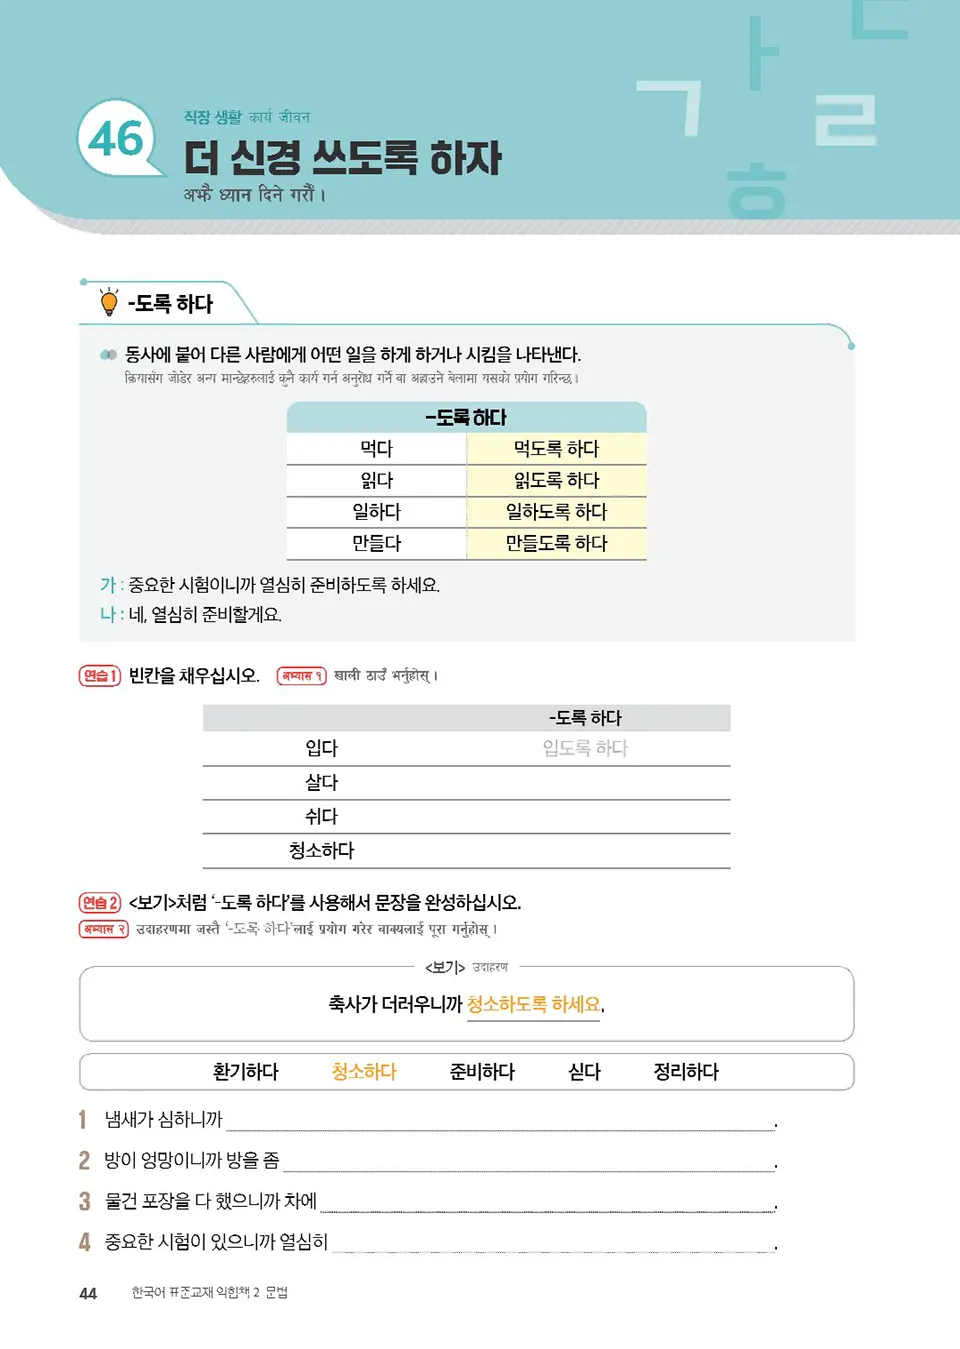 46
직장 생활 कार्य जीवन
더 신경 쓰도록 하자
अझै ध्यान दिने गरौँ ।
ㄱ ㅏ ㄹ ㅎ ㄷ
-도록 하다
동사에 붙어 다른 사람에게 어떤 일을 하게 하거나 시킴을 나타낸다.
क्रियासँग जोडेर अन्य मान्छेहरुलाई कुनै कार्य गर्न अनुरोध गर्ने वा अह्राउने बेलामा यसको प्रयोग गरिन्छ ।
-도록 하다
먹다 먹도록 하다
읽다 읽도록 하다
일하다 일하도록 하다
만들다 만들도록 하다
가 : 중요한 시험이니까 열심히 준비하도록 하세요.
나 : 네, 열심히 준비할게요.
연습 1 빈칸을 채우십시오. अभ्यास १ खाली ठाउँ भर्नुहोस् ।
-도록 하다
입다 입도록 하다
살다
쉬다
청소하다
연습 2 <보기>처럼 ‘-도록 하다’를 사용해서 문장을 완성하십시오.
अभ्यास २ उदाहरणमा जस्तै ‘-도록 하다’लाई प्रयोग गरेर वाक्यलाई पूरा गर्नुहोस् ।
<보기> उदाहरण
축사가 더러우니까 청소하도록 하세요.
환기하다 청소하다 준비하다 싣다 정리하다
1 냄새가 심하니까 .
2 방이 엉망이니까 방을 좀 .
3 물건 포장을 다 했으니까 차에 .
4 중요한 시험이 있으니까 열심히 .
44 한국어 표준교재 익힘책 2 문법